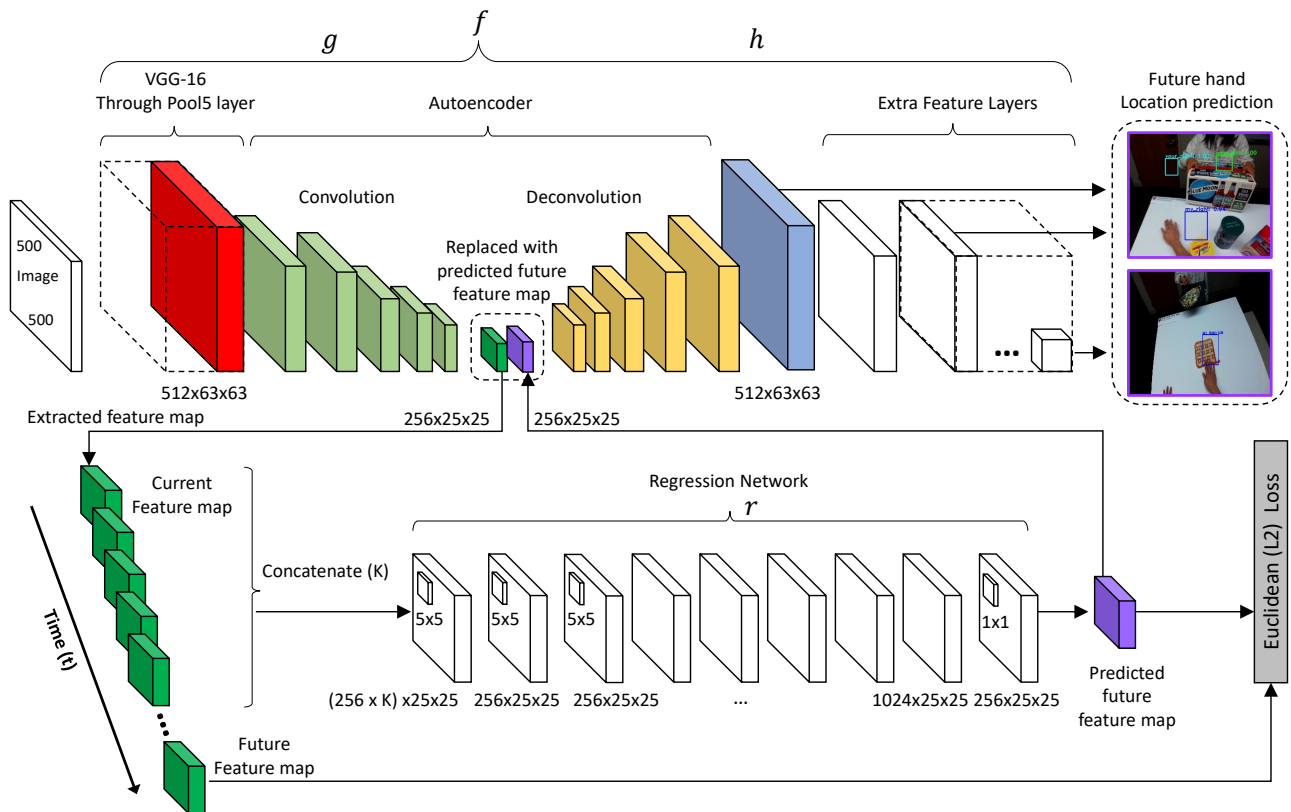 f
g
h
VGG-16
Through Pool5 layer
Autoencoder
Extra Feature Layers
Future hand
Location prediction
Convolution
Deconvolution
500
Image
500
Replaced with
predicted future
feature map
BLUE MOON
512x63x63
512x63x63
Extracted feature map
256x25x25
256x25x25
Current
Feature map
Regression Network
r
Concatenate (K)
5x5
5x5
5x5
1x1
Time (t)
(256 x K) x25x25
256x25x25
256x25x25
...
1024x25x25
256x25x25
Predicted
future
feature map
Euclidean (L2) Loss
Future
Feature map